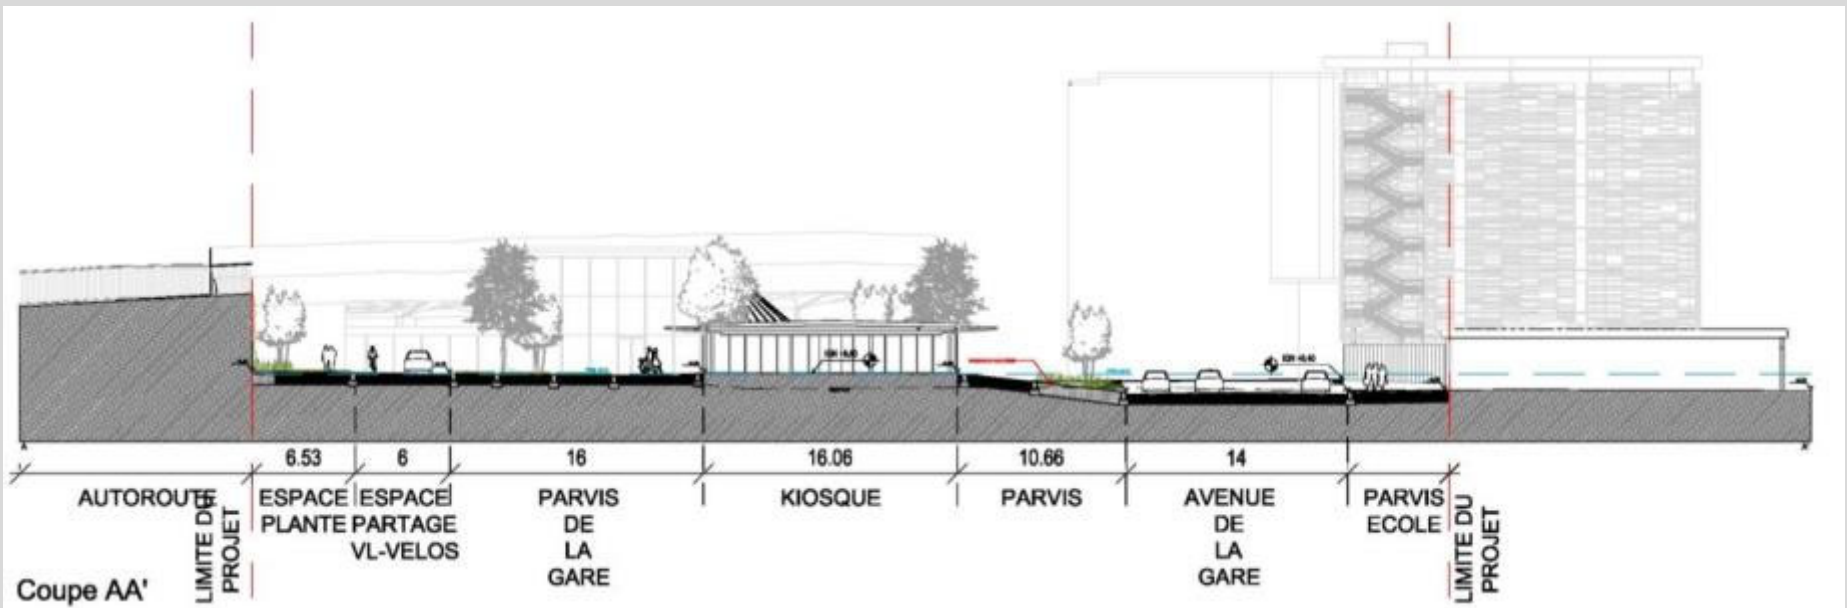 6.53 6 16 16.06 10.66 14
AUTOROUTE
LIMITE DU
PROJET
ESPACE
PLANTE
ESPACE
PARTAGE
VL-VELOS
PARVIS
DE
LA
GARE
KIOSQUE
PARVIS
AVENUE
DE
LA
GARE
PARVIS
ECOLE
LIMITE DU
PROJET
Coupe AA'